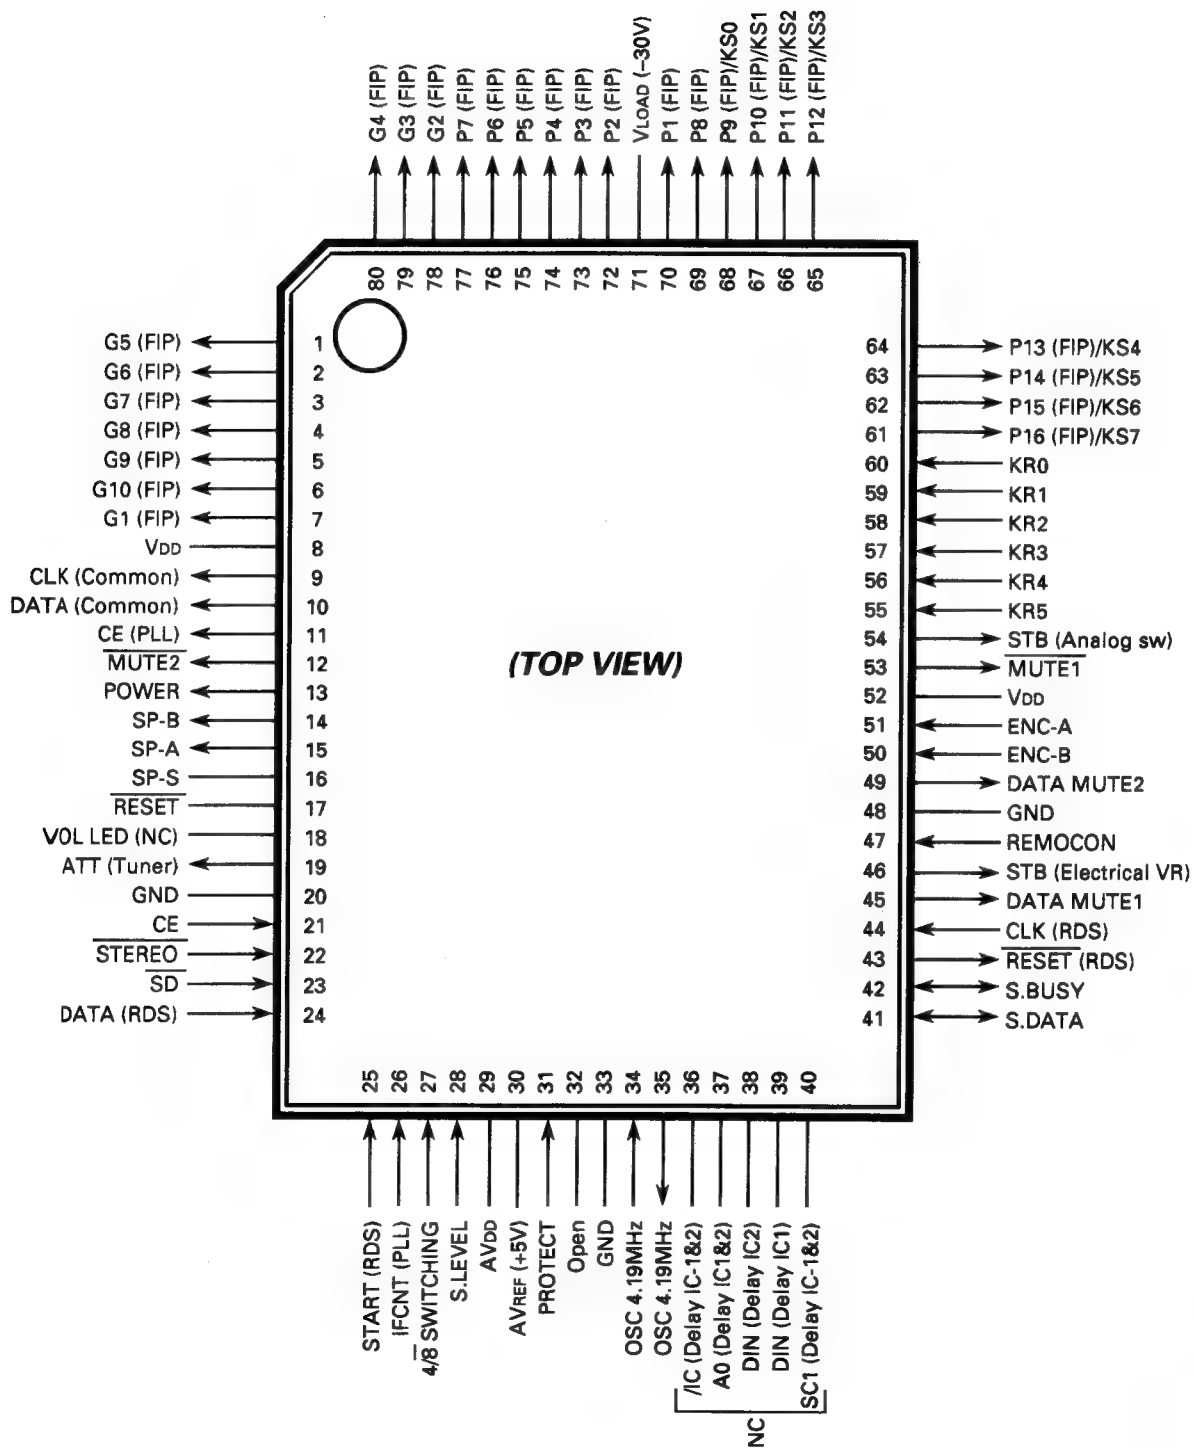 G4 (FIP)
G3 (FIP)
G2 (FIP)
P7 (FIP)
P6 (FIP)
P5 (FIP)
P4 (FIP)
P3 (FIP)
P2 (FIP)
VLOAD (–30V)
P1 (FIP)
P8 (FIP)
P9 (FIP)/KS0
P10 (FIP)/KS1
P11 (FIP)/KS2
P12 (FIP)/KS3
80
79
78
77
76
75
74
73
72
71
70
69
68
67
66
65
G5 (FIP) 1
G6 (FIP) 2
G7 (FIP) 3
G8 (FIP) 4
G9 (FIP) 5
G10 (FIP) 6
G1 (FIP) 7
VDD 8
CLK (Common) 9
DATA (Common) 10
CE (PLL) 11
MUTE2 12
POWER 13
SP-B 14
SP-A 15
SP-S 16
RESET 17
VOL LED (NC) 18
ATT (Tuner) 19
GND 20
CE 21
STEREO 22
SD 23
DATA (RDS) 24
(TOP VIEW)
64 P13 (FIP)/KS4
63 P14 (FIP)/KS5
62 P15 (FIP)/KS6
61 P16 (FIP)/KS7
60 KR0
59 KR1
58 KR2
57 KR3
56 KR4
55 KR5
54 STB (Analog sw)
53 MUTE1
52 VDD
51 ENC-A
50 ENC-B
49 DATA MUTE2
48 GND
47 REMOCON
46 STB (Electrical VR)
45 DATA MUTE1
44 CLK (RDS)
43 RESET (RDS)
42 S.BUSY
41 S.DATA
25
26
27
28
29
30
31
32
33
34
35
36
37
38
39
40
START (RDS)
IFCNT (PLL)
4/8 SWITCHING
S.LEVEL
AVDD
AVREF (+5V)
PROTECT
Open
GND
OSC 4.19MHz
OSC 4.19MHz
/IC (Delay IC-1&2)
A0 (Delay IC1&2)
DIN (Delay IC2)
DIN (Delay IC1)
SC1 (Delay IC-1&2)
NC